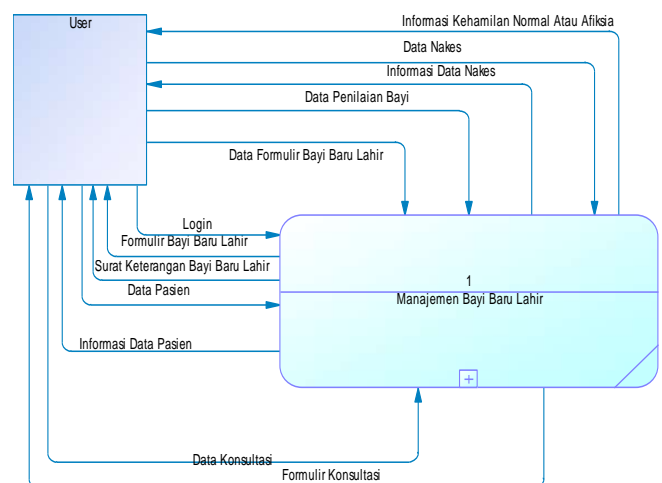 User
Informasi Kehamilan Normal Atau Afiksia
Data Nakes
Informasi Data Nakes
Data Penilaian Bayi
Data Formulir Bayi Baru Lahir
Login
Formulir Bayi Baru Lahir
Surat Keterangan Bayi Baru Lahir
Data Pasien
1
Manajemen Bayi Baru Lahir
Informasi Data Pasien
Data Konsultasi
Formulir Konsultasi